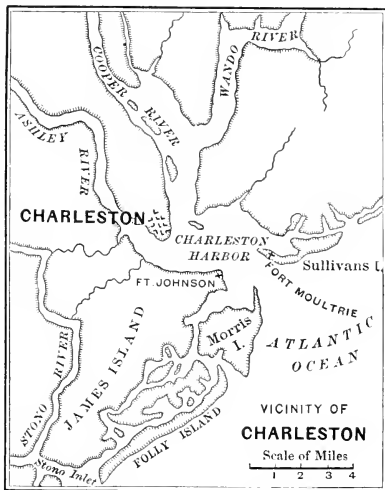 COOPER RIVER
WANDO RIVER
ASHLEY RIVER
CHARLESTON
CHARLESTON
HARBOR
Sullivans I.
FORT MOULTRIE
FT. JOHNSON
Morris
I.
ATLANTIC
OCEAN
JAMES ISLAND
STONO RIVER
FOLLY ISLAND
Stono Inlet
VICINITY OF
CHARLESTON
Scale of Miles
0 1 2 3 4